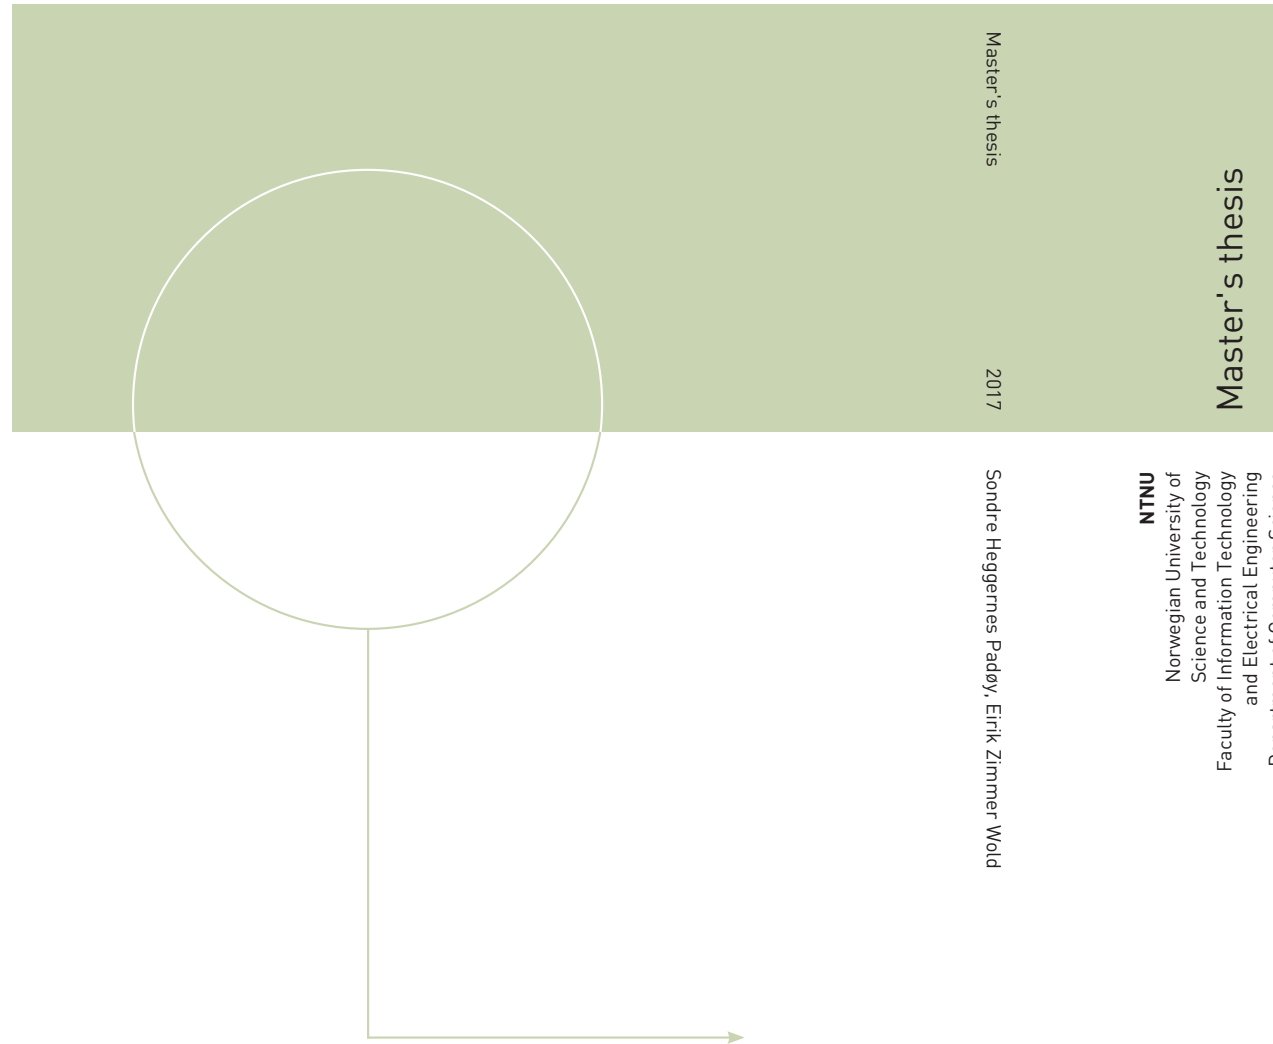 Master's thesis
2017
Sondre Heggernes Padøy, Eirik Zimmer Wold
Master's thesis
NTNU
Norwegian University of
Science and Technology
Faculty of Information Technology
and Electrical Engineering